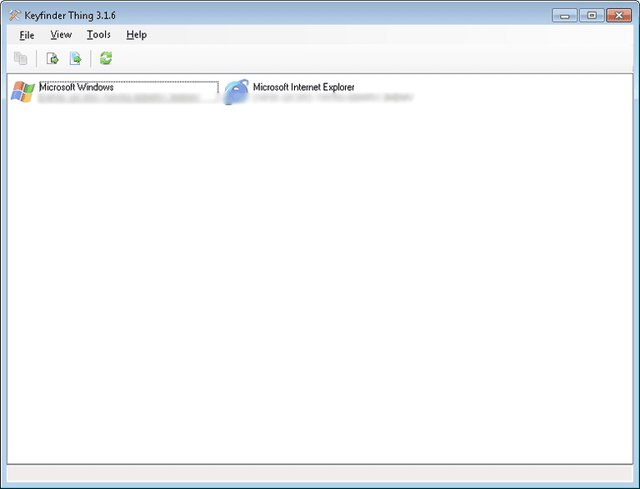 Keyfinder Thing 3.1.6
File View Tools Help
Microsoft Windows
Microsoft Internet Explorer